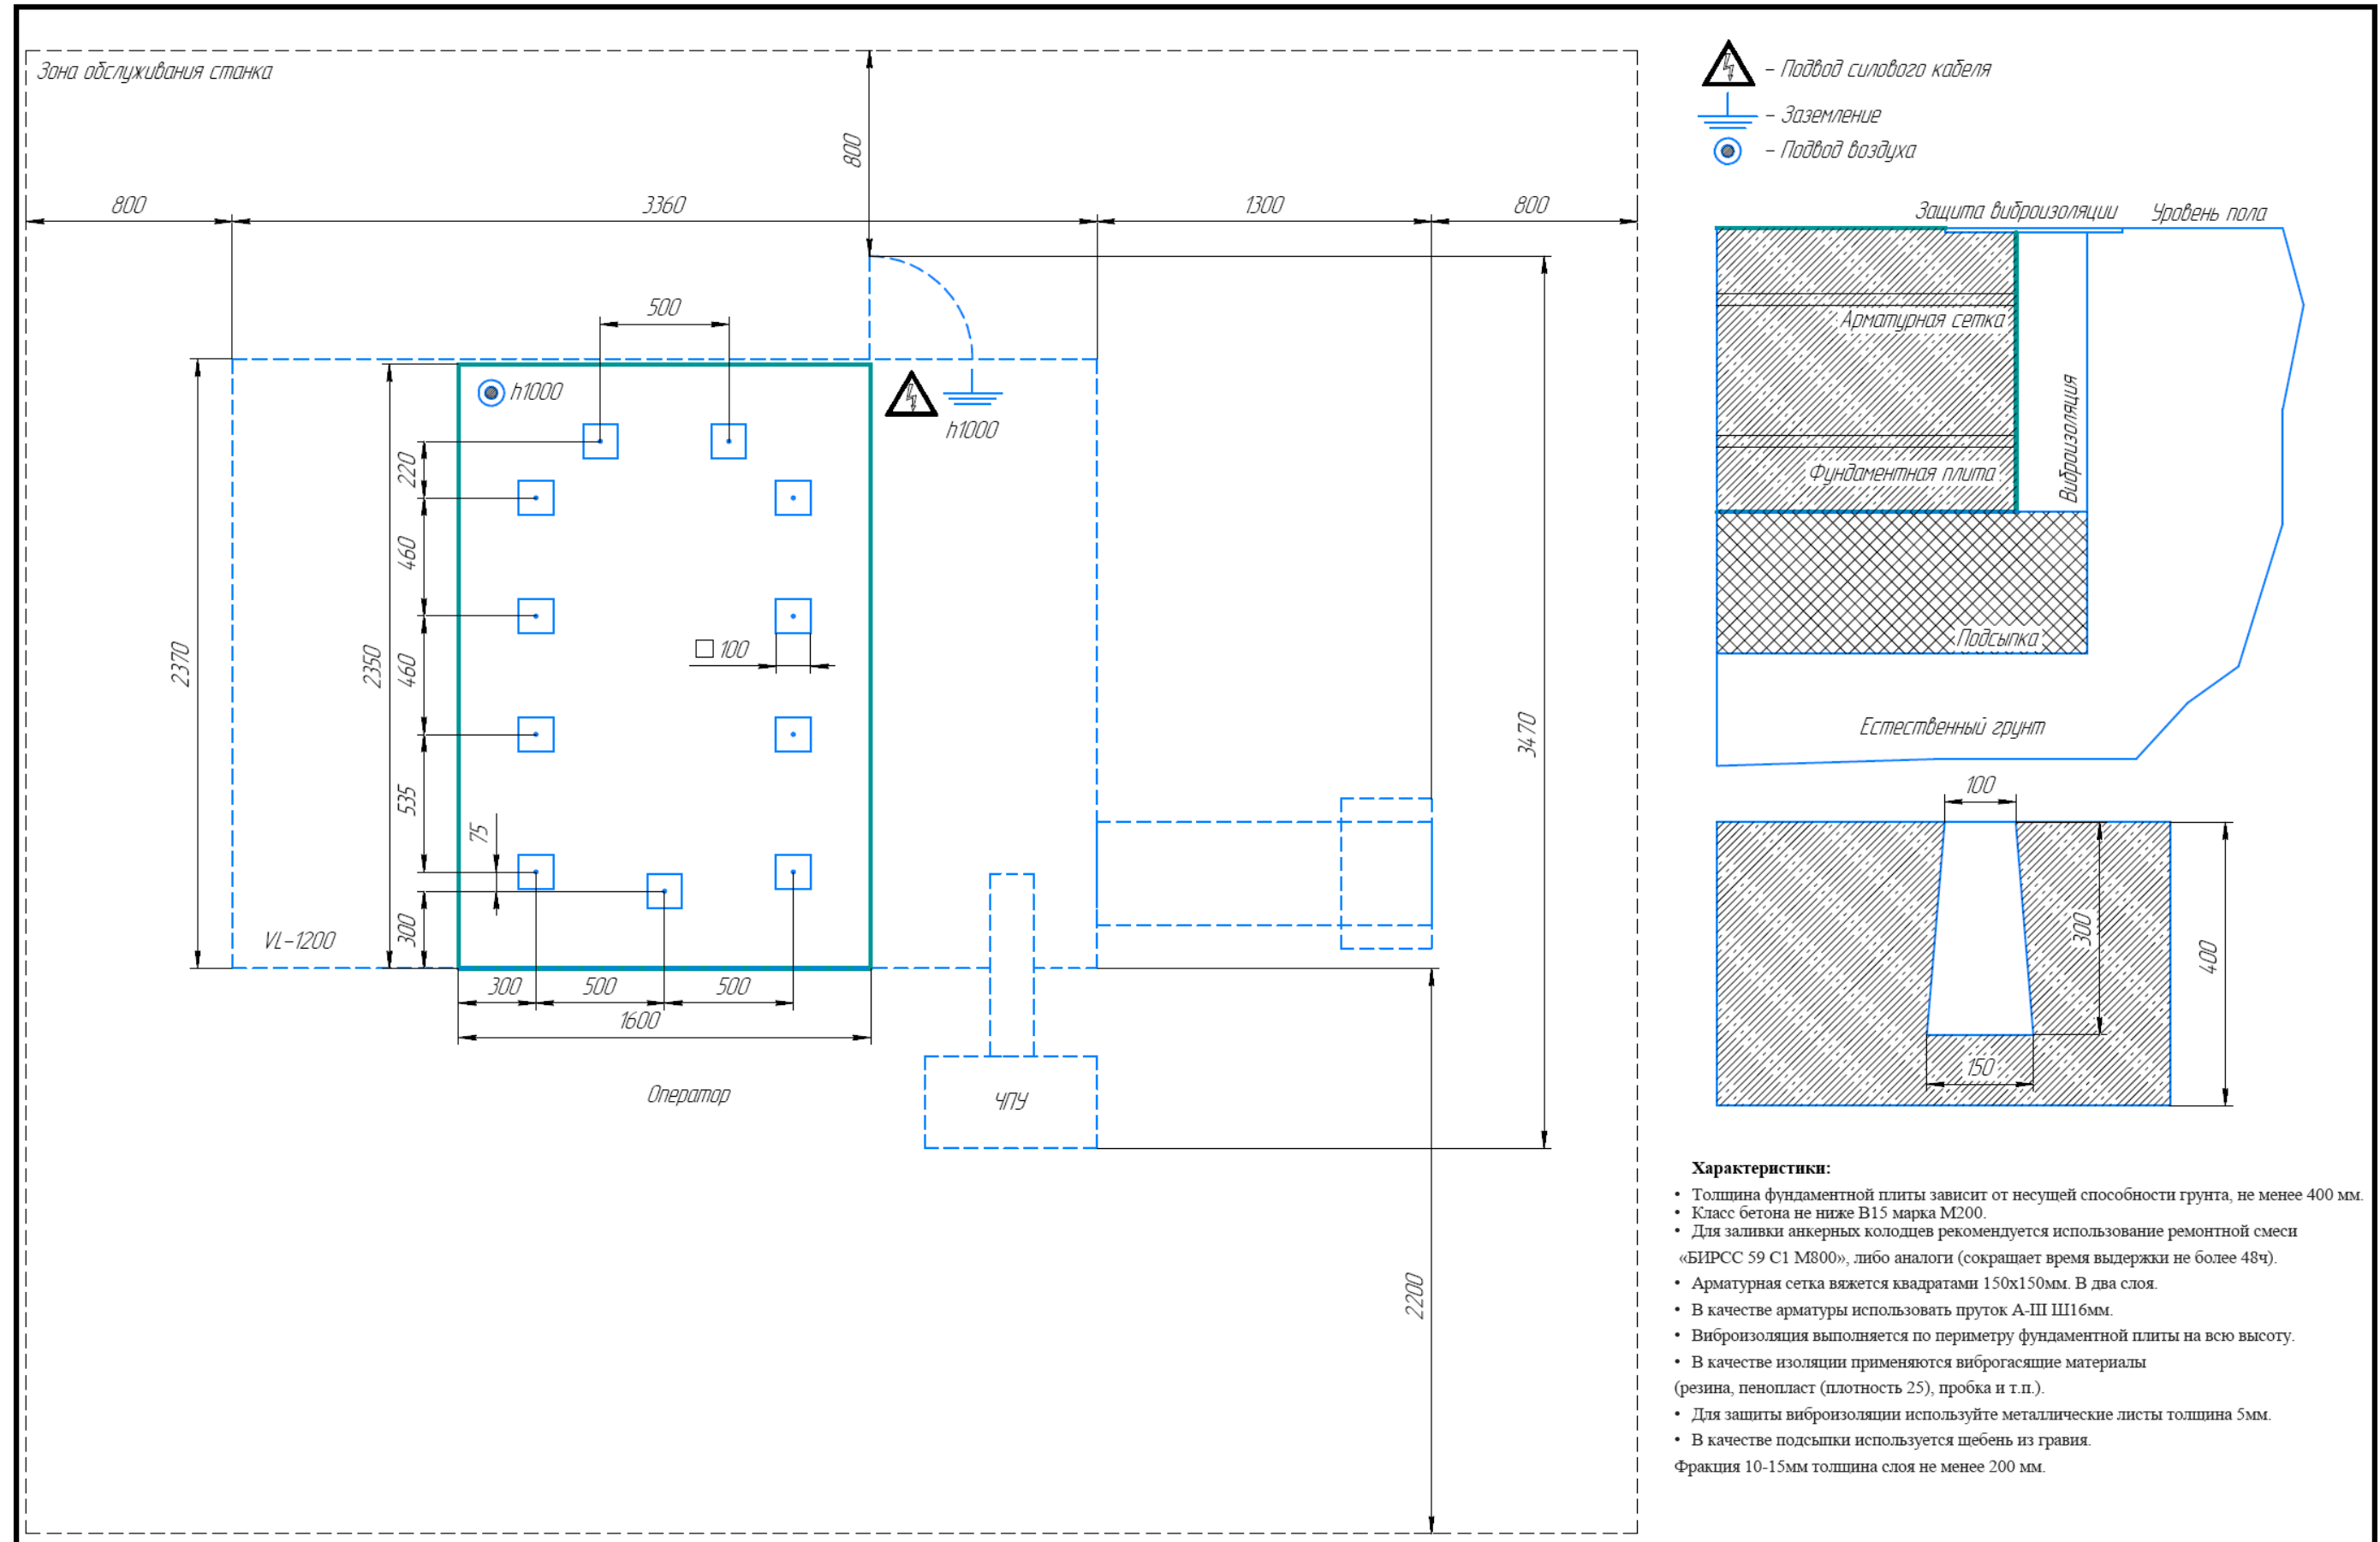 Зона обслуживания станка
– Подвод силового кабеля
– Заземление
– Подвод воздуха
800
800
3360
1300
800
500
h1000
h1000
220
460
460
535
75
300
2370
2350
□ 100
3470
VL-1200
300
500
500
1600
Оператор
ЧПУ
2200
Защита виброизоляции
Уровень пола
Арматурная сетка
Виброизоляция
Фундаментная плита
Подсыпка
Естественный грунт
100
300
400
150
Характеристики:
• Толщина фундаментной плиты зависит от несущей способности грунта, не менее 400 мм.
• Класс бетона не ниже В15 марка М200.
• Для заливки анкерных колодцев рекомендуется использование ремонтной смеси
«БИРСС 59 С1 М800», либо аналоги (сокращает время выдержки не более 48ч).
• Арматурная сетка вяжется квадратами 150х150мм. В два слоя.
• В качестве арматуры использовать пруток А-III Ш16мм.
• Виброизоляция выполняется по периметру фундаментной плиты на всю высоту.
• В качестве изоляции применяются виброгасящие материалы
(резина, пенопласт (плотность 25), пробка и т.п.).
• Для защиты виброизоляции используйте металлические листы толщина 5мм.
• В качестве подсыпки используется щебень из гравия.
Фракция 10-15мм толщина слоя не менее 200 мм.